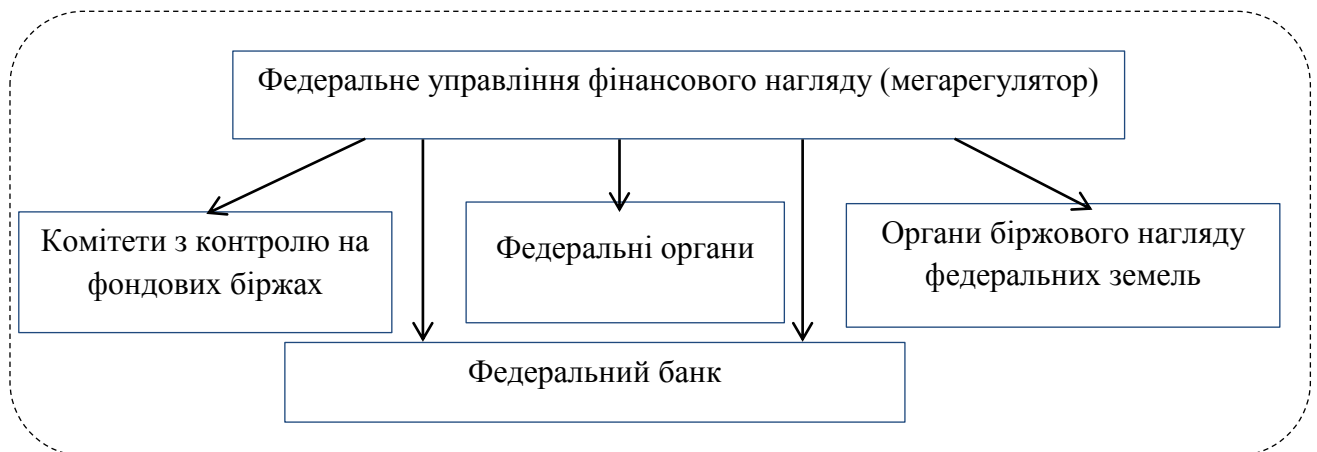 Федеральне управління фінансового нагляду (мегарегулятор)
Комітети з контролю на
фондових біржах
Федеральні органи
Органи біржового нагляду
федеральних земель
Федеральний банк